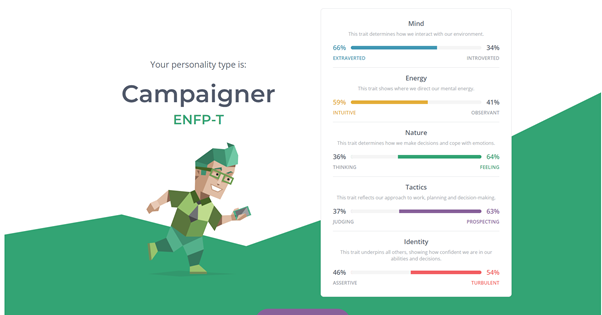 Your personality type is:
Campaigner
ENFP-T
Mind
This trait determines how we interact with our environment.
66% 34%
EXTRAVERTED INTROVERTED
Energy
This trait shows where we direct our mental energy.
59% 41%
INTUITIVE OBSERVANT
Nature
This trait determines how we make decisions and cope with emotions.
36% 64%
THINKING FEELING
Tactics
This trait reflects our approach to work, planning and decision-making.
37% 63%
JUDGING PROSPECTING
Identity
This trait underpins all others, showing how confident we are in our
abilities and decisions.
46% 54%
ASSERTIVE TURBULENT